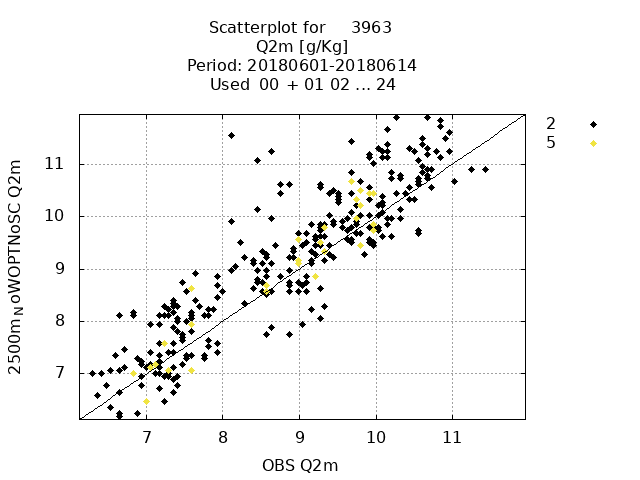 Scatterplot for 3963
Q2m [g/Kg]
Period: 20180601-20180614
Used 00 + 01 02 ... 24
2
5
2500m_NoWOPTNoSC Q2m
11
10
9
8
7
7 8 9 10 11
OBS Q2m